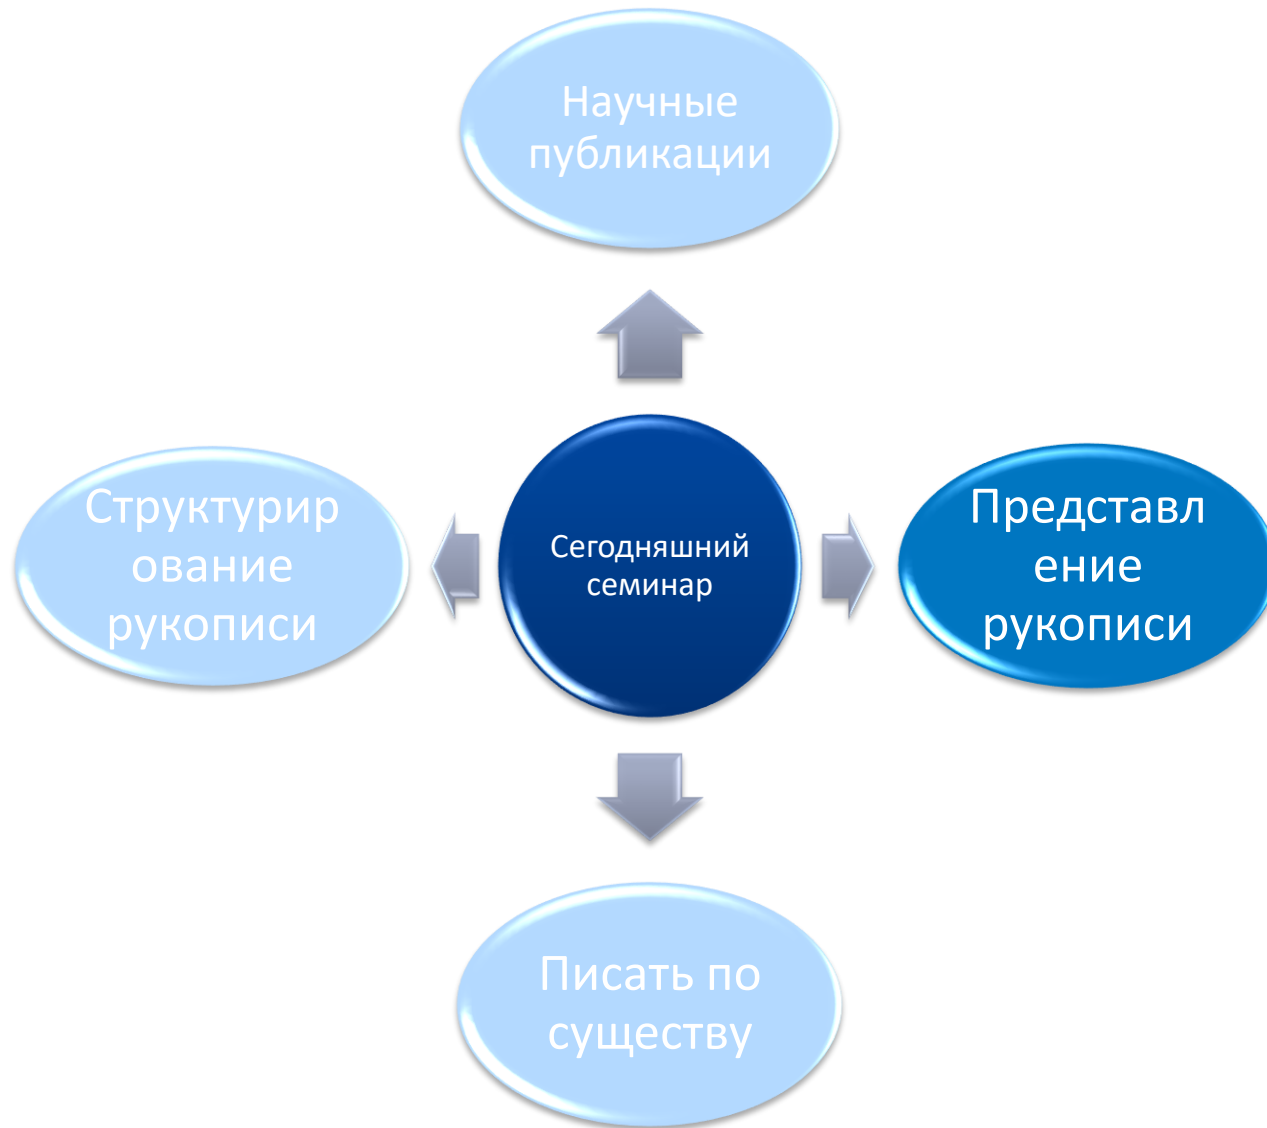 Научные
публикации
Структурир
ование
рукописи
Сегодняшний
семинар
Представл
ение
рукописи
Писать по
существу